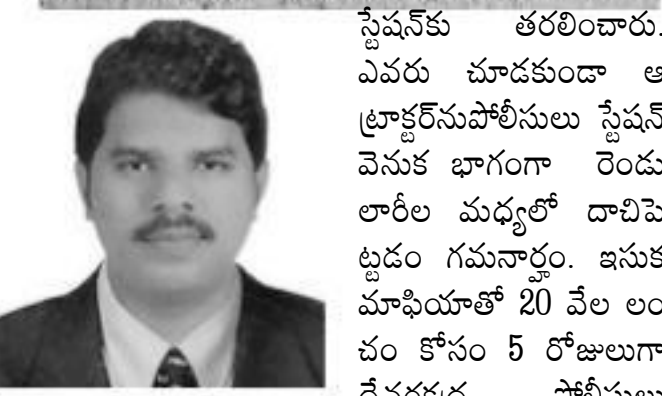 స్టేషన్‌కు తరలించారు.
ఎవరు చూడకుండా ఆ
ట్రాక్టర్‌నుపోలీసులు స్టేషన్
వెనుక భాగంగా రెండు
లారీల మధ్యలో దాచిపె
ట్టడం గమనార్హం. ఇసుక
మాఫియాతో 20 వేల లం
చం కోసం 5 రోజులుగా